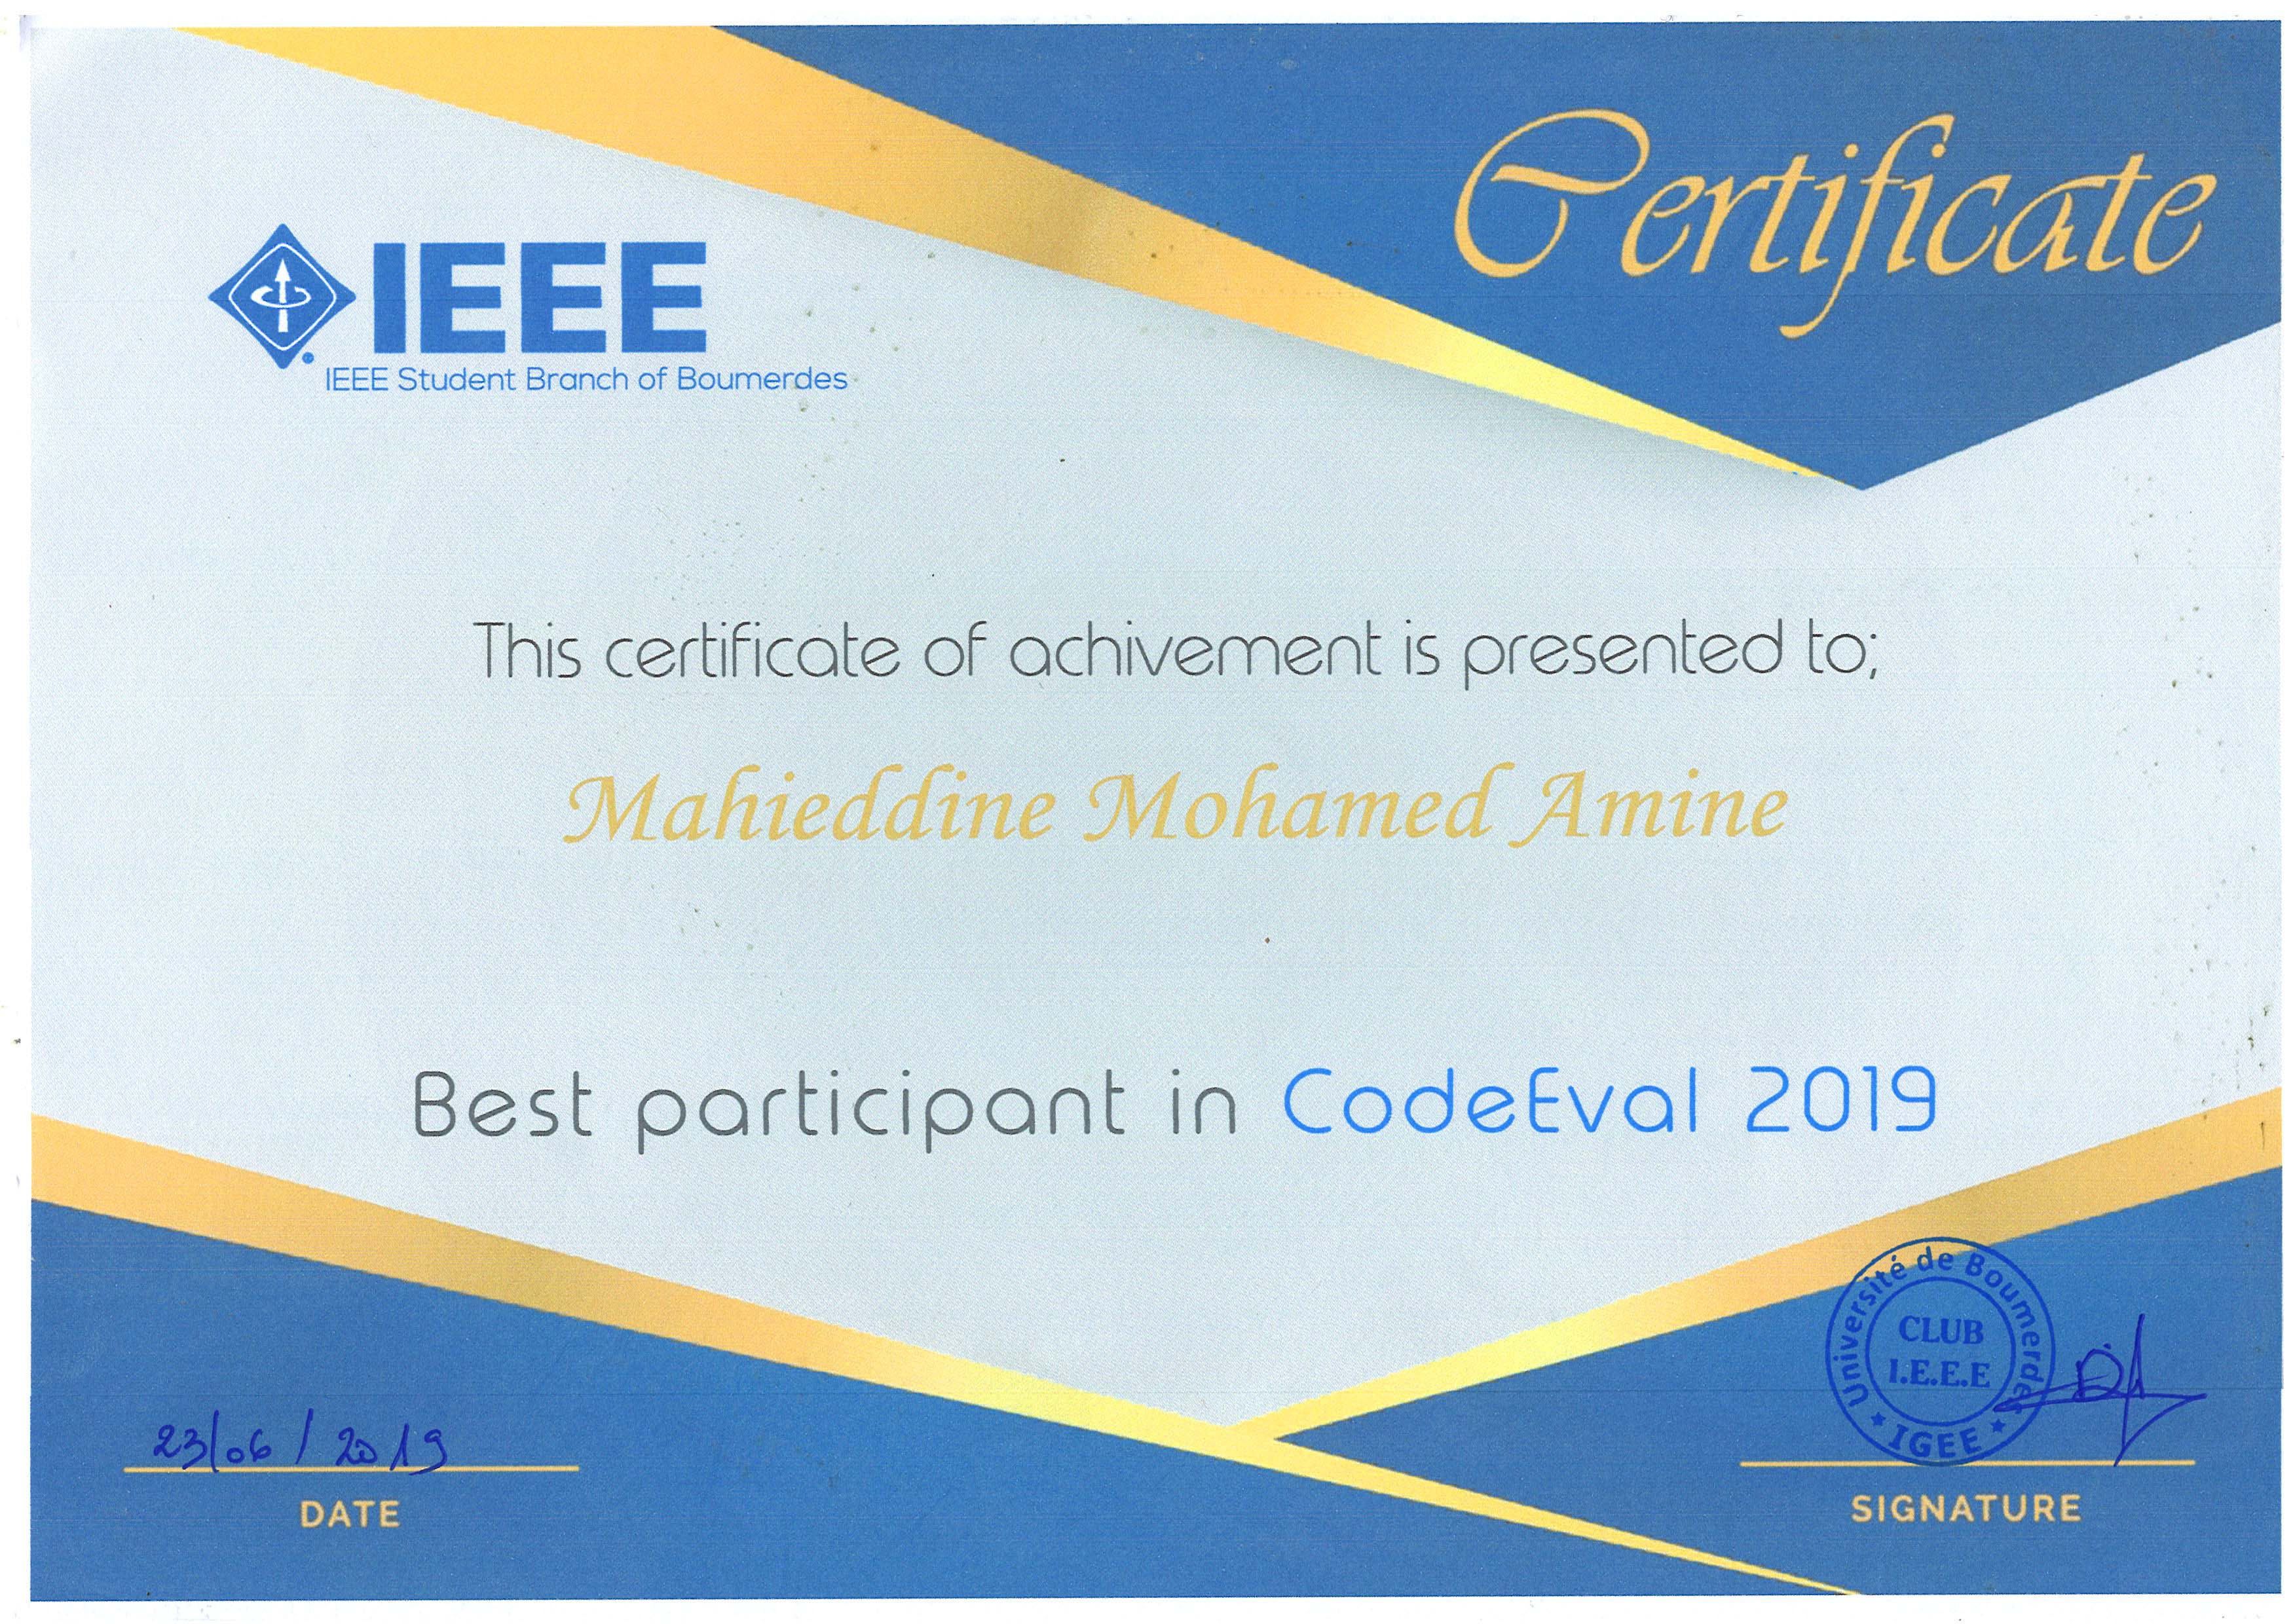 Certificate
IEEE
IEEE Student Branch of Boumerdes
This certificate of achivement is presented to;
Mahieddine Mohamed Amine
Best participant in CodeEval 2019
23/06/2019
DATE
Université de Boumerdes
CLUB
I.E.E.E
IGEE
SIGNATURE